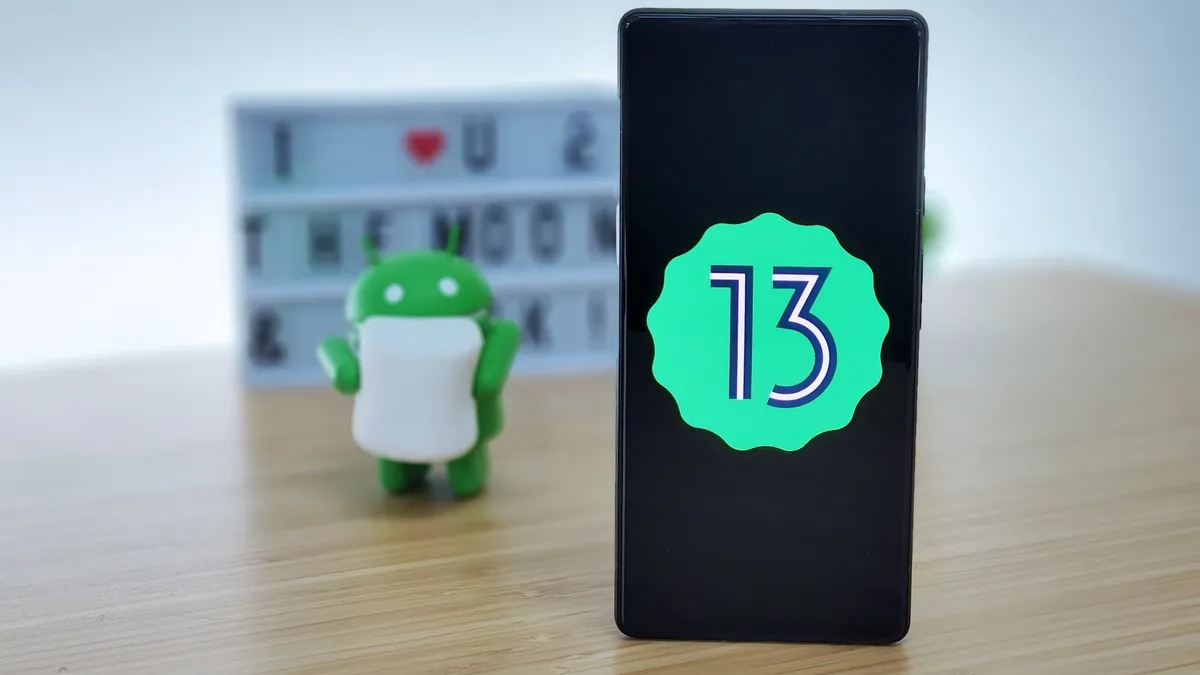 I ❤ U 2
THE MOON
& K!
13